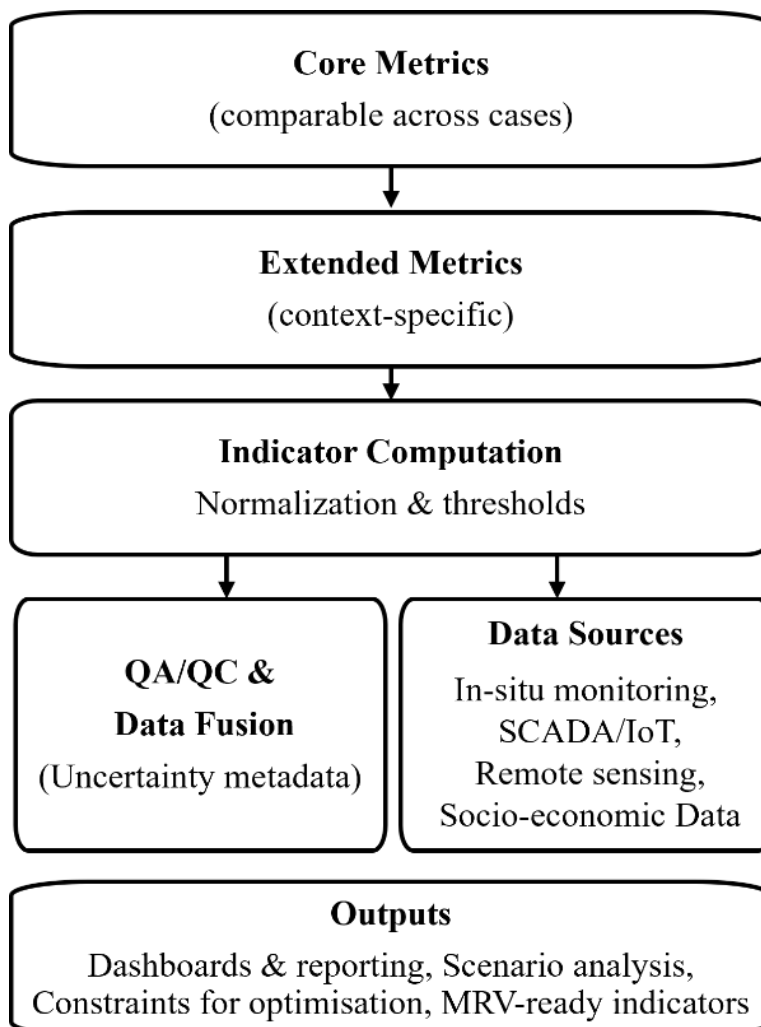 Core Metrics
(comparable across cases)
Extended Metrics
(context-specific)
Indicator Computation
Normalization & thresholds
QA/QC &
Data Fusion
(Uncertainty metadata)
Data Sources
In-situ monitoring,
SCADA/IoT,
Remote sensing,
Socio-economic Data
Outputs
Dashboards & reporting, Scenario analysis,
Constraints for optimisation, MRV-ready indicators